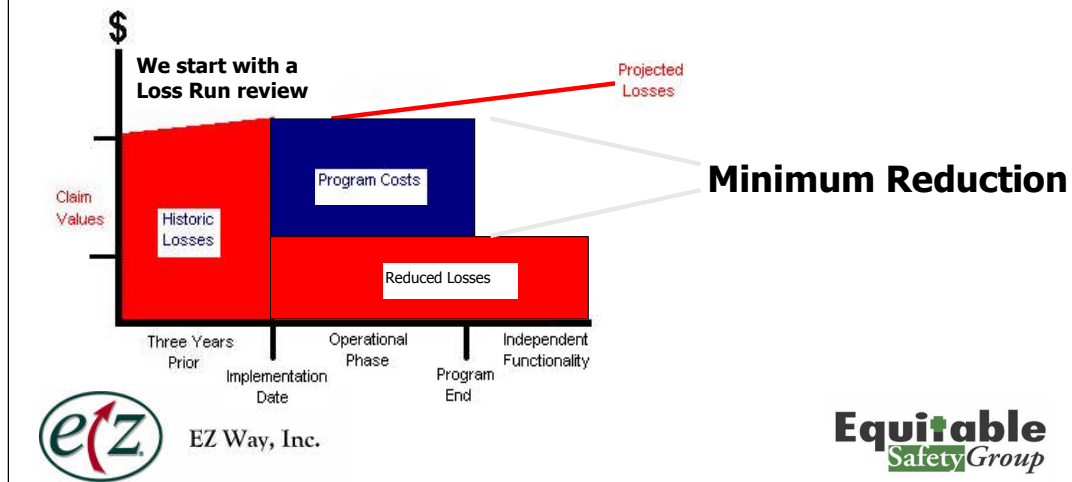 $
We start with a
Loss Run review
Projected
Losses
Minimum Reduction
Program Costs
Claim
Values
Historic
Losses
Reduced Losses
Three Years
Prior
Implementation
Date
Operational
Phase
Program
End
Independent
Functionality
e(z ®
EZ Way, Inc.
Equitable
Safety Group